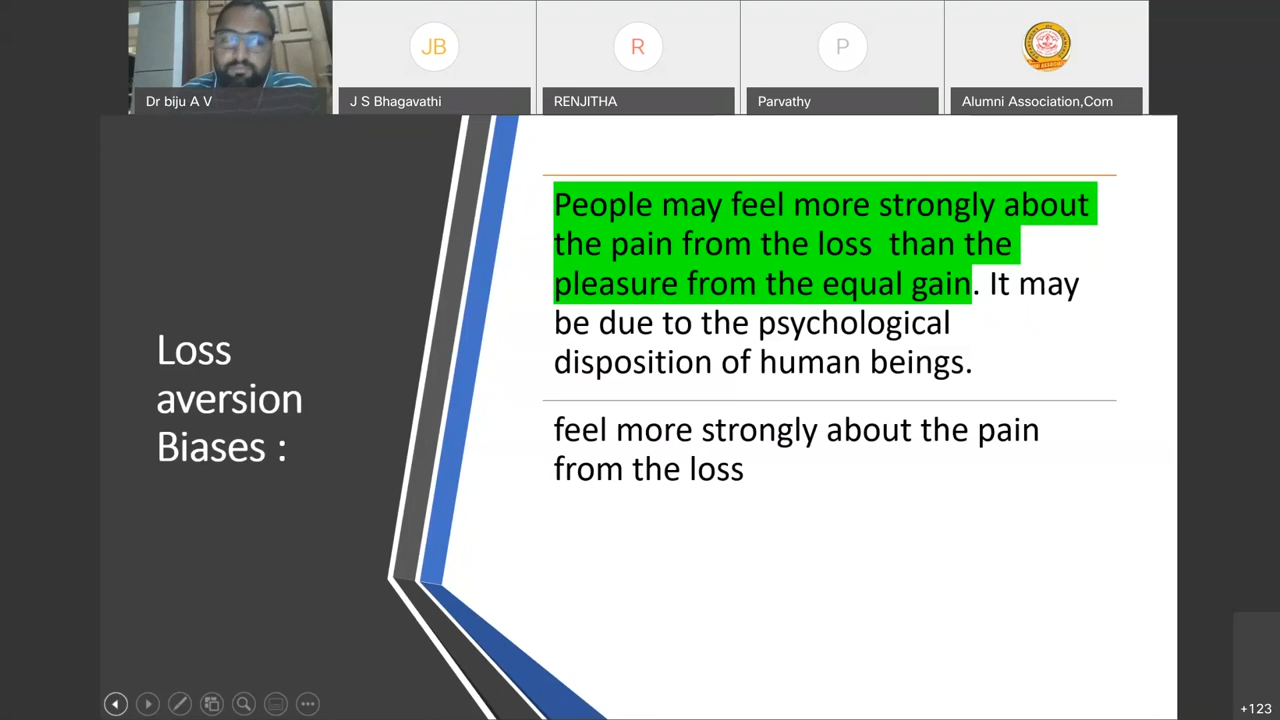 JB
R
P
Dr biju A V
J S Bhagavathi
RENJITHA
Parvathy
Alumni Association,Com
Loss
aversion
Biases :
People may feel more strongly about
the pain from the loss than the
pleasure from the equal gain. It may
be due to the psychological
disposition of human beings.
feel more strongly about the pain
from the loss
+123